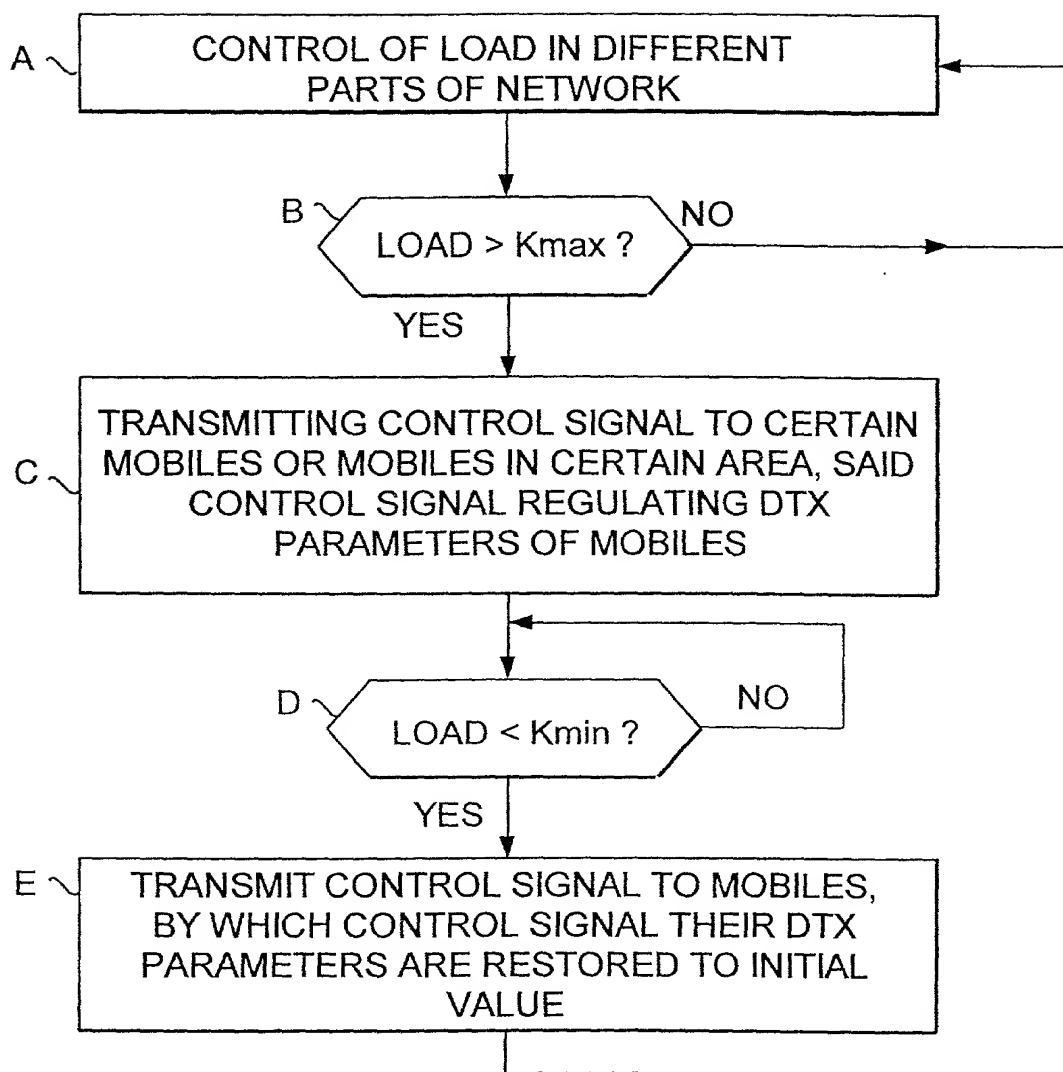 A
CONTROL OF LOAD IN DIFFERENT
PARTS OF NETWORK
B
NO
LOAD > Kmax ?
YES
C
TRANSMITTING CONTROL SIGNAL TO CERTAIN
MOBILES OR MOBILES IN CERTAIN AREA, SAID
CONTROL SIGNAL REGULATING DTX
PARAMETERS OF MOBILES
D
NO
LOAD < Kmin ?
YES
E
TRANSMIT CONTROL SIGNAL TO MOBILES,
BY WHICH CONTROL SIGNAL THEIR DTX
PARAMETERS ARE RESTORED TO INITIAL
VALUE